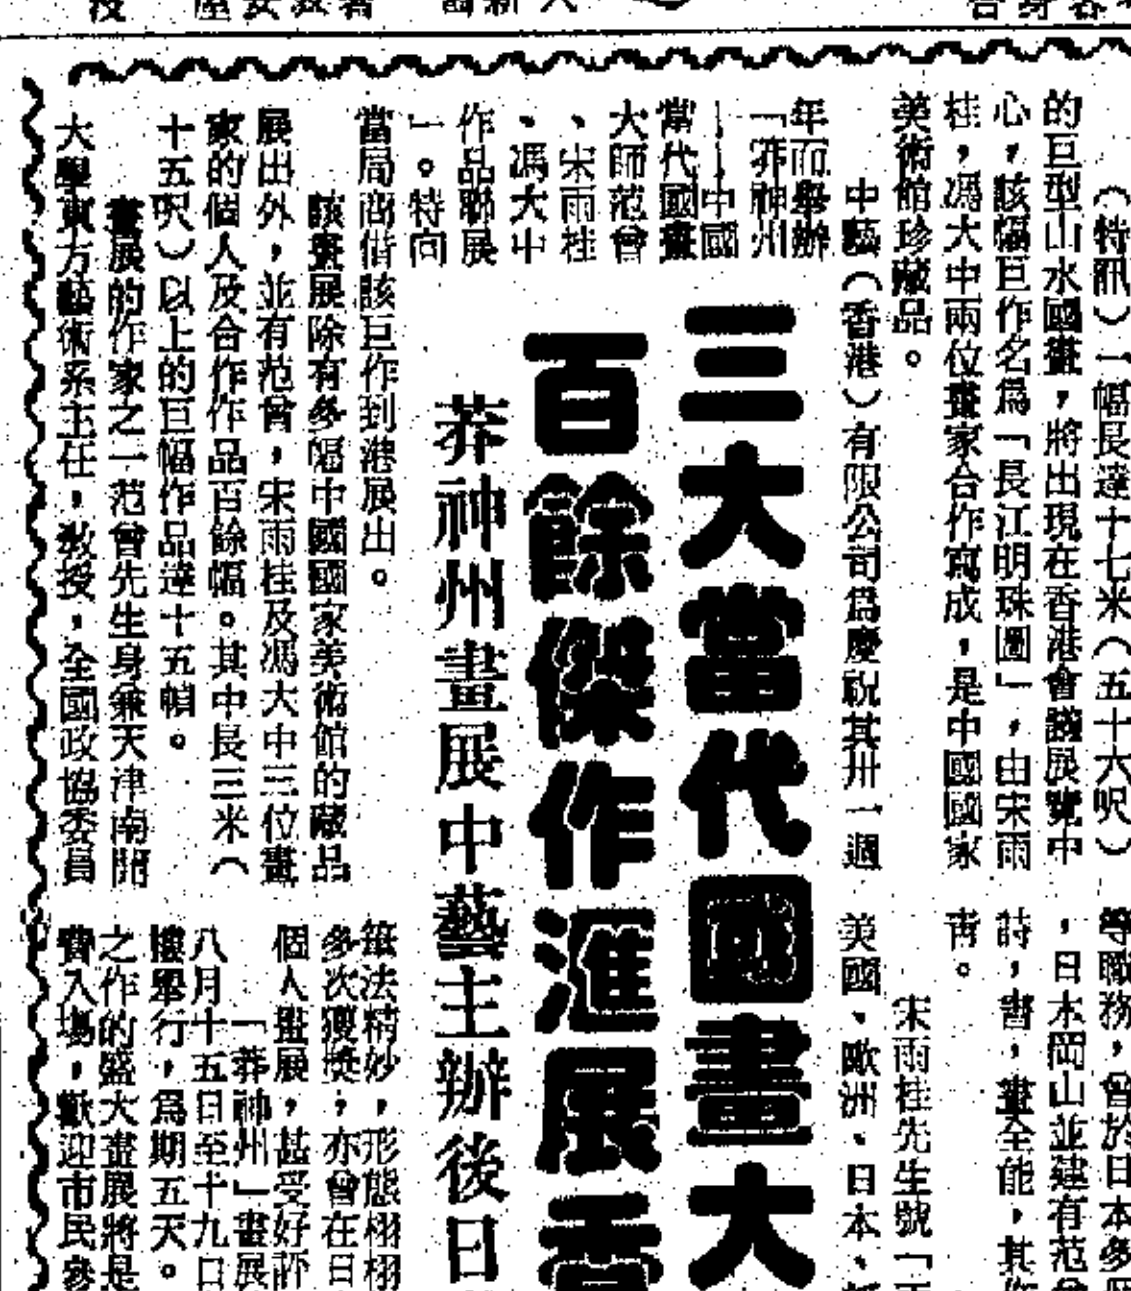 三大當代國畫大
百餘傑作滙展香
莽神州畫展中藝主辦後日
（特訊）一幅長達十七米（五十六呎）
的巨型山水國畫，將出現在香港會議展覽中
心，該幅巨作名為「長江明珠圖」，由宋雨
桂，馮大中兩位畫家合作寫成，是中國國家
美術館珍藏品。
中藝（香港）有限公司為慶祝其卅一週
年而舉辦
「莽神州
——中國
當代國畫
大師范曾
、宋雨桂
、馮大中
作品聯展
」。特向
當局商借該巨作到港展出。
該畫展除有多幅中國國家美術館的藏品
展出外，並有范曾，宋雨桂及馮大中三位畫
家的個人及合作作品百餘幅。其中長三米（
十五呎）以上的巨幅作品達十五幀。
畫展的作家之一范曾先生身兼天津南開
大學東方藝術系主任，教授，全國政協委員
等職務，曾於日本多
，日本岡山並建有范
詩，書，畫全能，其
青。
宋雨桂先生號「
美國、歐洲、日本、
筆法精妙，形態栩栩
多次獲獎，亦曾在日
個人畫展，甚受好評
「莽神州」畫展
八月十五日至十九日
樓舉行，為期五天。
之作的盛大畫展將是
費入場，歡迎市民參